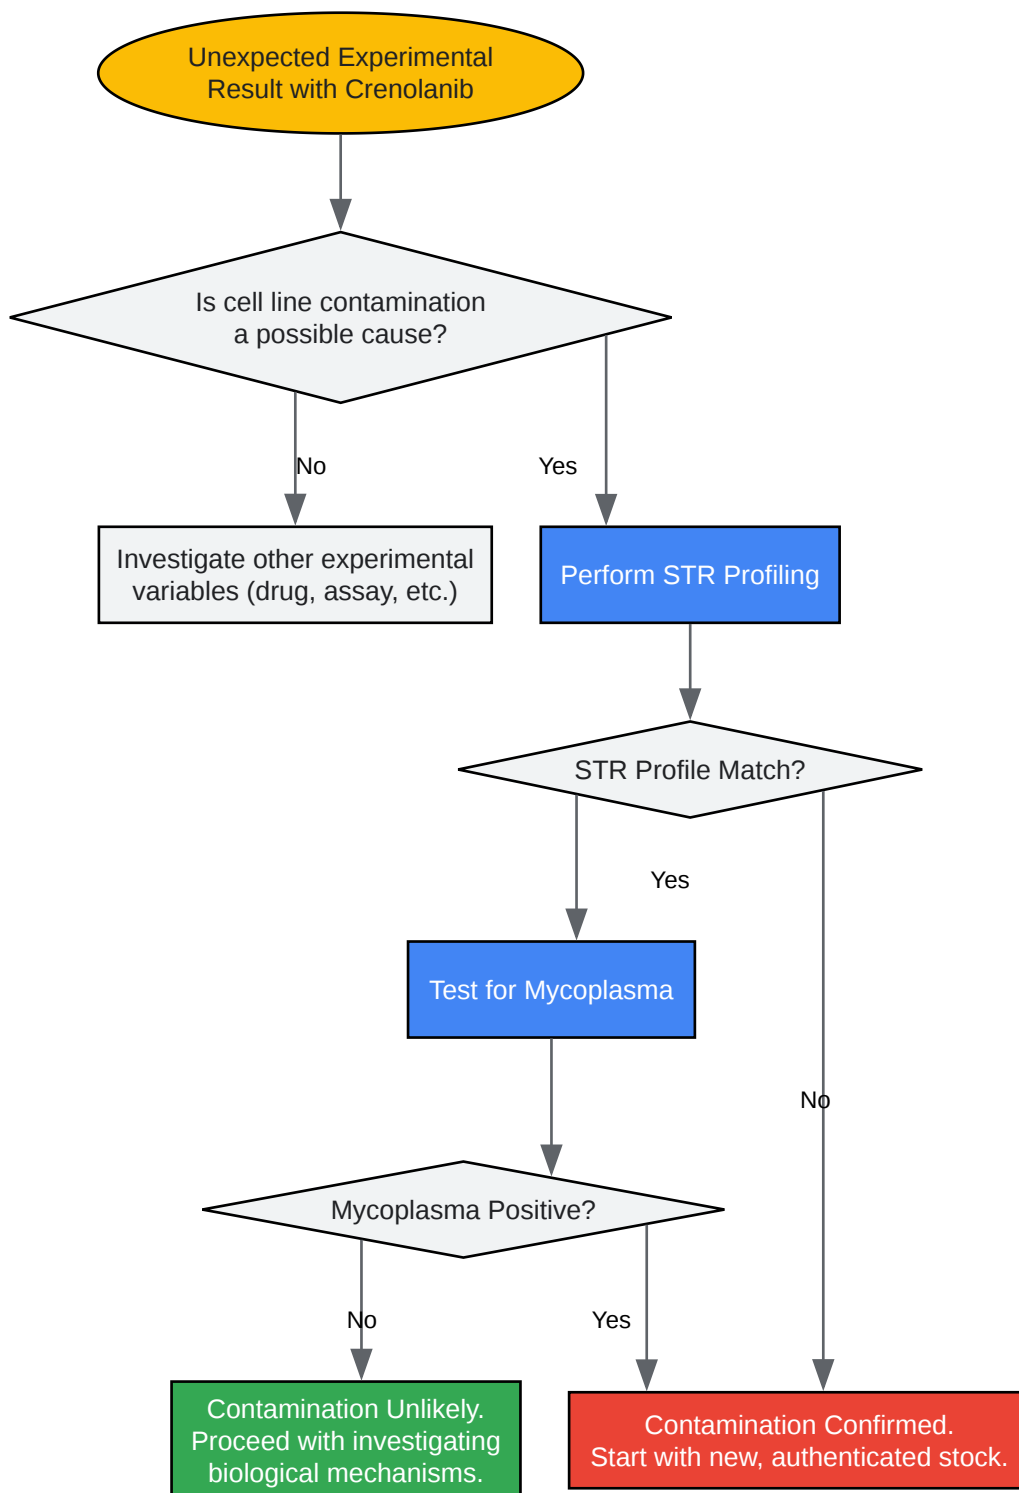 Unexpected Experimental
Result with Crenolanib
Is cell line contamination
a possible cause?
No
Yes
Investigate other experimental
variables (drug, assay, etc.)
Perform STR Profiling
STR Profile Match?
Yes
Test for Mycoplasma
No
Mycoplasma Positive?
No
Yes
Contamination Unlikely.
Proceed with investigating
biological mechanisms.
Contamination Confirmed.
Start with new, authenticated stock.